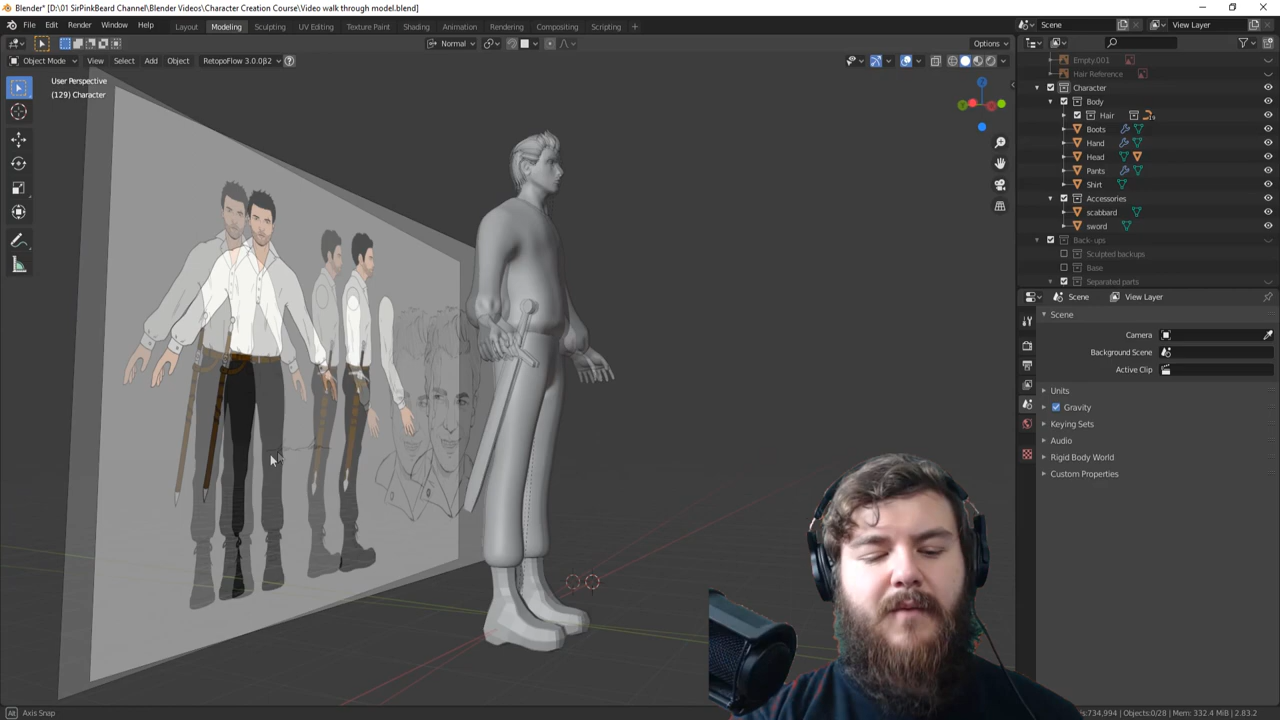 Blender* [D:\01 SirPinkBeard Channel\Blender Videos\Character Creation Course\Video walk through model.blend]
File Edit Render Window Help Layout Modeling Sculpting UV Editing Texture Paint Shading Animation Rendering Compositing Scripting + Scene View Layer
Normal Options
Object Mode View Select Add Object RetopoFlow 3.0.0β2
User Perspective
(129) Character
Empty.001
Hair Reference
Character
Body
Hair
Boots
Hand
Head
Pants
Shirt
Accessories
scabbard
sword
Back-ups
Sculpted backups
Base
Separated parts
Scene View Layer
Scene
Camera
Background Scene
Active Clip
Units
Gravity
Keying Sets
Audio
Rigid Body World
Custom Properties
Axis Snap
734,994 | Objects:0/28 | Mem: 332.4 MiB | 2.83.2